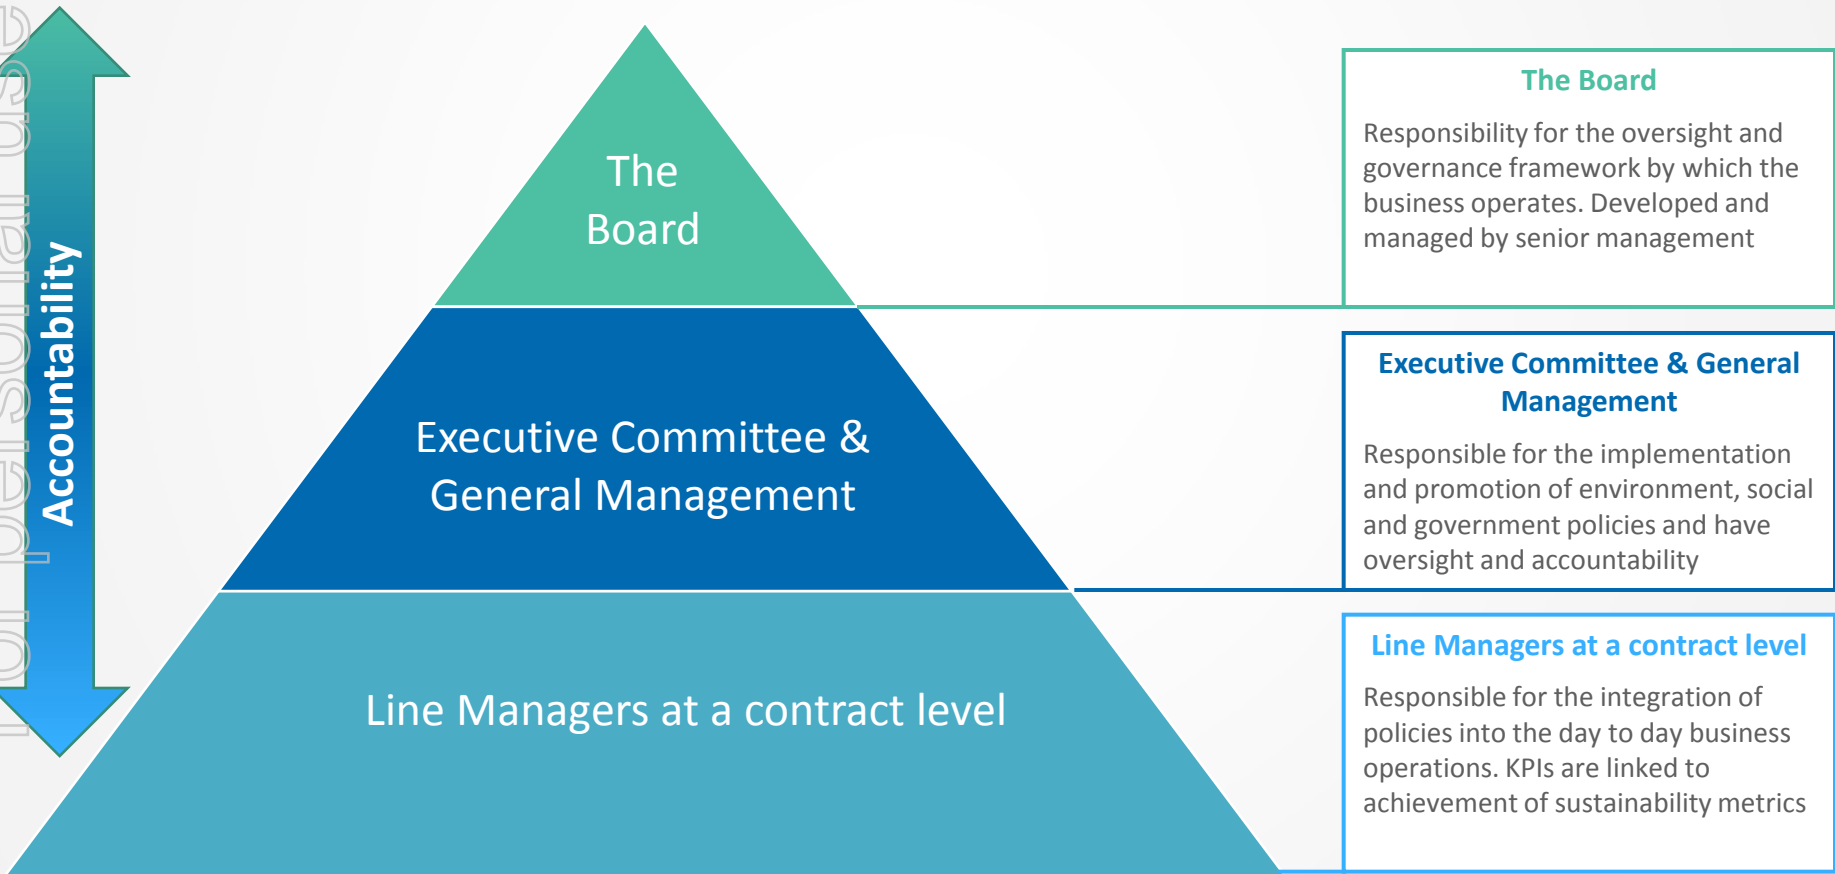 For personal use
Accountability
The
Board
Executive Committee &
General Management
Line Managers at a contract level
The Board
Responsibility for the oversight and
governance framework by which the
business operates. Developed and
managed by senior management
Executive Committee & General
Management
Responsible for the implementation
and promotion of environment, social
and government policies and have
oversight and accountability
Line Managers at a contract level
Responsible for the integration of
policies into the day to day business
operations. KPIs are linked to
achievement of sustainability metrics